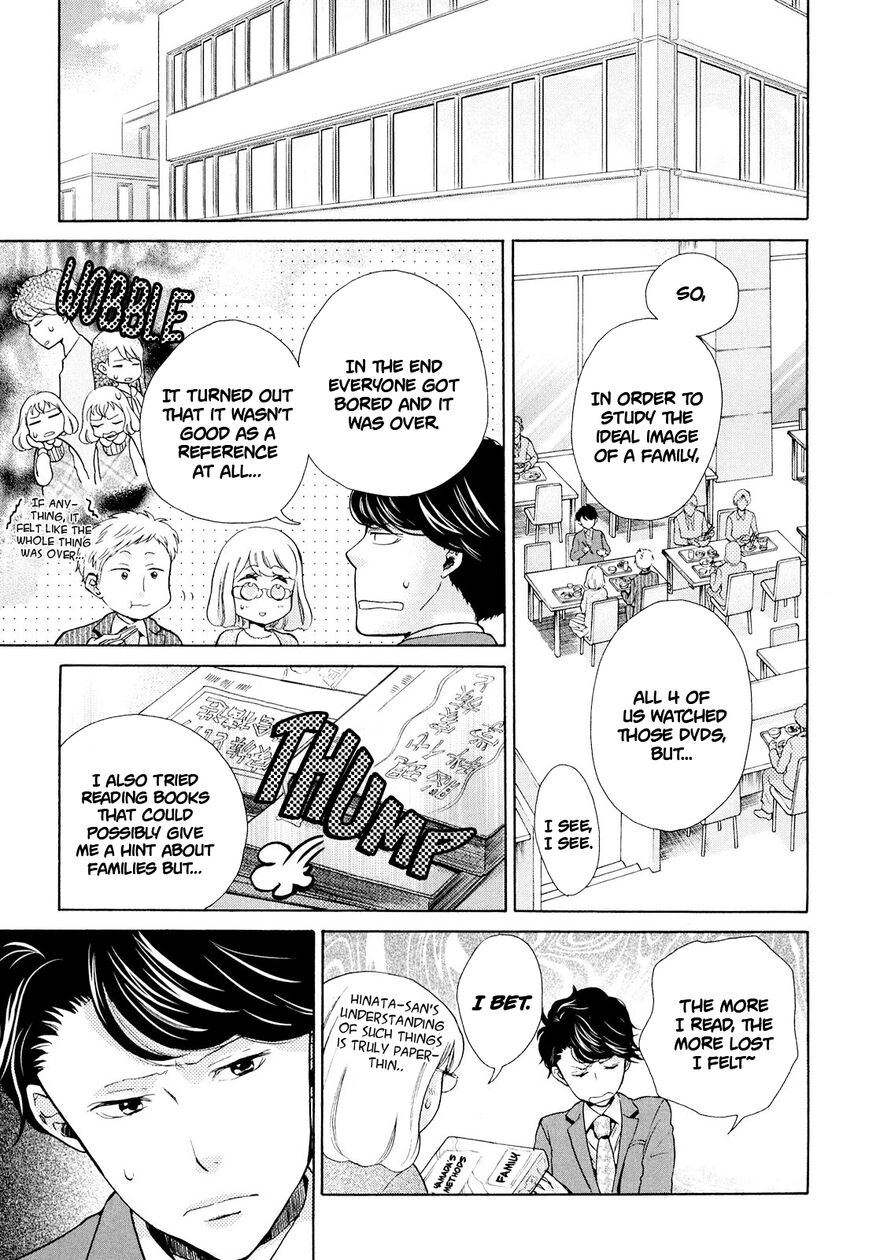 SO,
IN ORDER TO
STUDY THE
IDEAL IMAGE
OF A FAMILY,
ALL 4 OF
US WATCHED
THOSE DVDS,
BUT...
I SEE,
I SEE.
IN THE END
EVERYONE GOT
BORED AND IT
WAS OVER.
IT TURNED OUT
THAT IT WASN'T
GOOD AS A
REFERENCE
AT ALL...
WOBBLE
IF ANY-
THING, IT
FELT LIKE THE
WHOLE THING
WAS OVER...
I ALSO TRIED
READING BOOKS
THAT COULD
POSSIBLY GIVE
ME A HINT ABOUT
FAMILIES BUT...
THUMP
THE MORE
I READ, THE
MORE LOST
I FELT~
I BET.
HINATA-SAN'S
UNDERSTANDING
OF SUCH THINGS
IS TRULY PAPER-
THIN..
YAMADA'S
METHODS
FAMILY